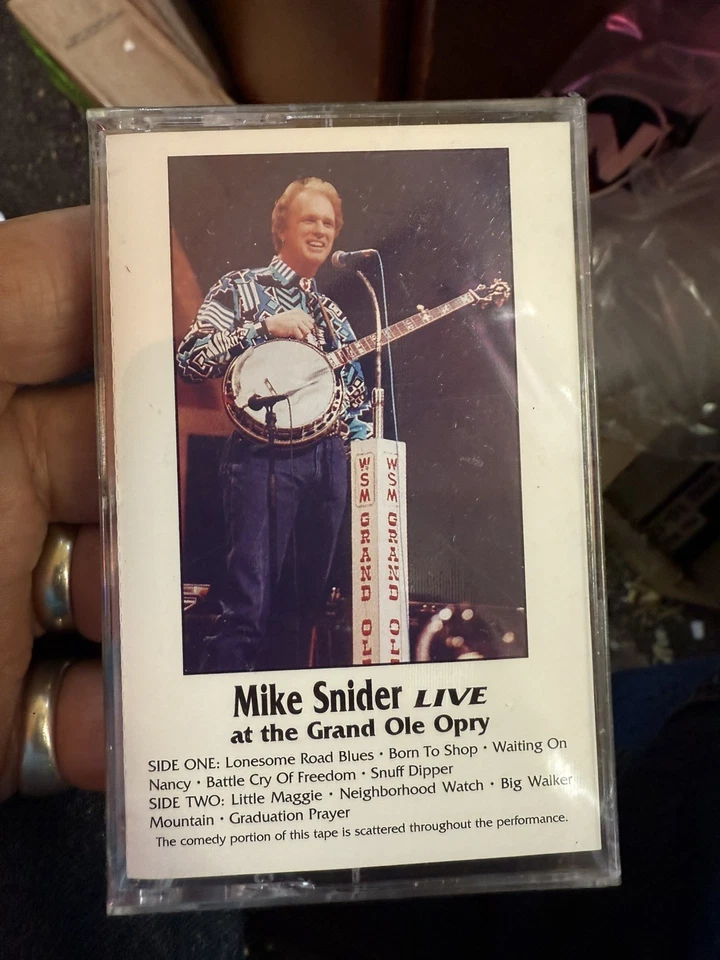 WSM GRAND OLE
WSM GRAND OL
Mike Snider LIVE
at the Grand Ole Opry
SIDE ONE: Lonesome Road Blues • Born To Shop • Waiting On
Nancy • Battle Cry Of Freedom • Snuff Dipper
SIDE TWO: Little Maggie • Neighborhood Watch • Big Walker
Mountain • Graduation Prayer
The comedy portion of this tape is scattered throughout the performance.